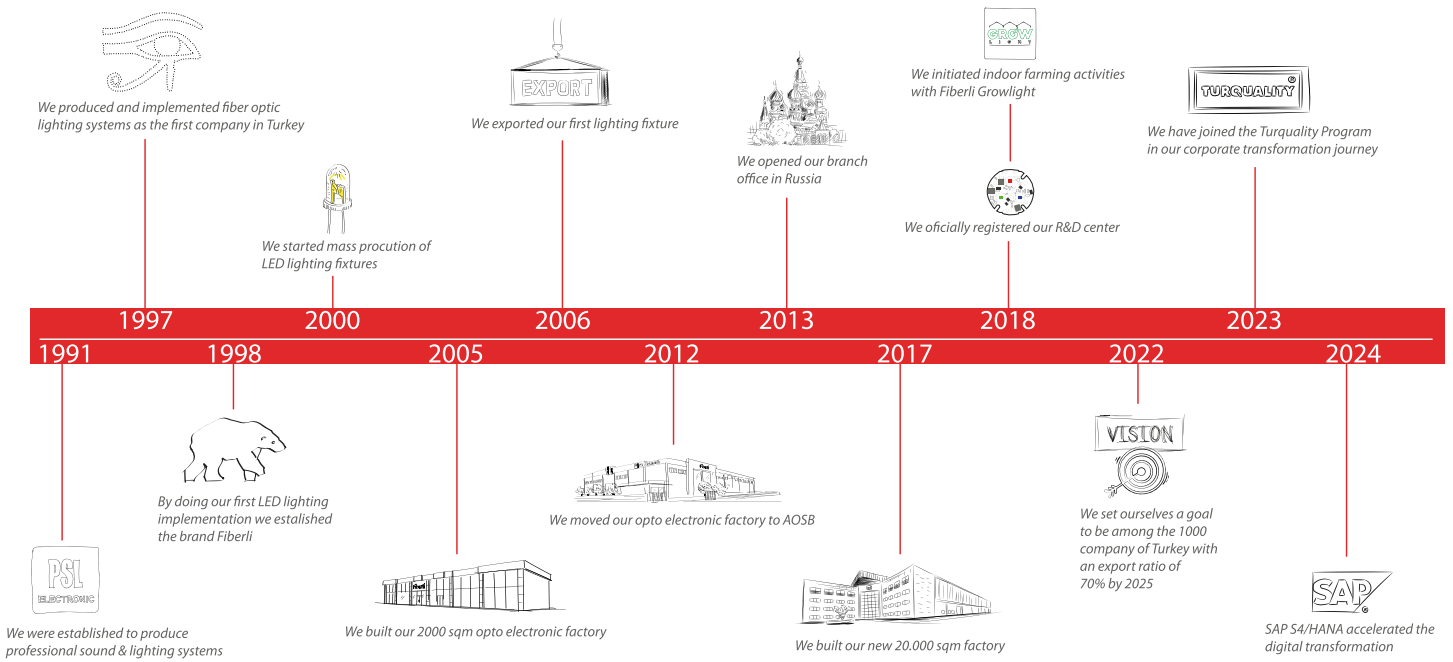 We produced and implemented fiber optic
lighting systems as the first company in Turkey
We started mass procution of
LED lighting fixtures
EXPORT
We exported our first lighting fixture
We opened our branch
office in Russia
GROW
LIGHT
We initiated indoor farming activities
with Fiberli Growlight
We oficially registered our R&D center
TURQUALITY®
We have joined the Turquality Program
in our corporate transformation journey
1997
2000
2006
2013
2018
2023
1991
1998
2005
2012
2017
2022
2024
PSL
ELECTRONIC
We were established to produce
professional sound & lighting systems
By doing our first LED lighting
implementation we estalished
the brand Fiberli
We built our 2000 sqm opto electronic factory
We moved our opto electronic factory to AOSB
We built our new 20.000 sqm factory
VISION
We set ourselves a goal
to be among the 1000
company of Turkey with
an export ratio of
70% by 2025
SAP®
SAP S4/HANA accelerated the
digital transformation